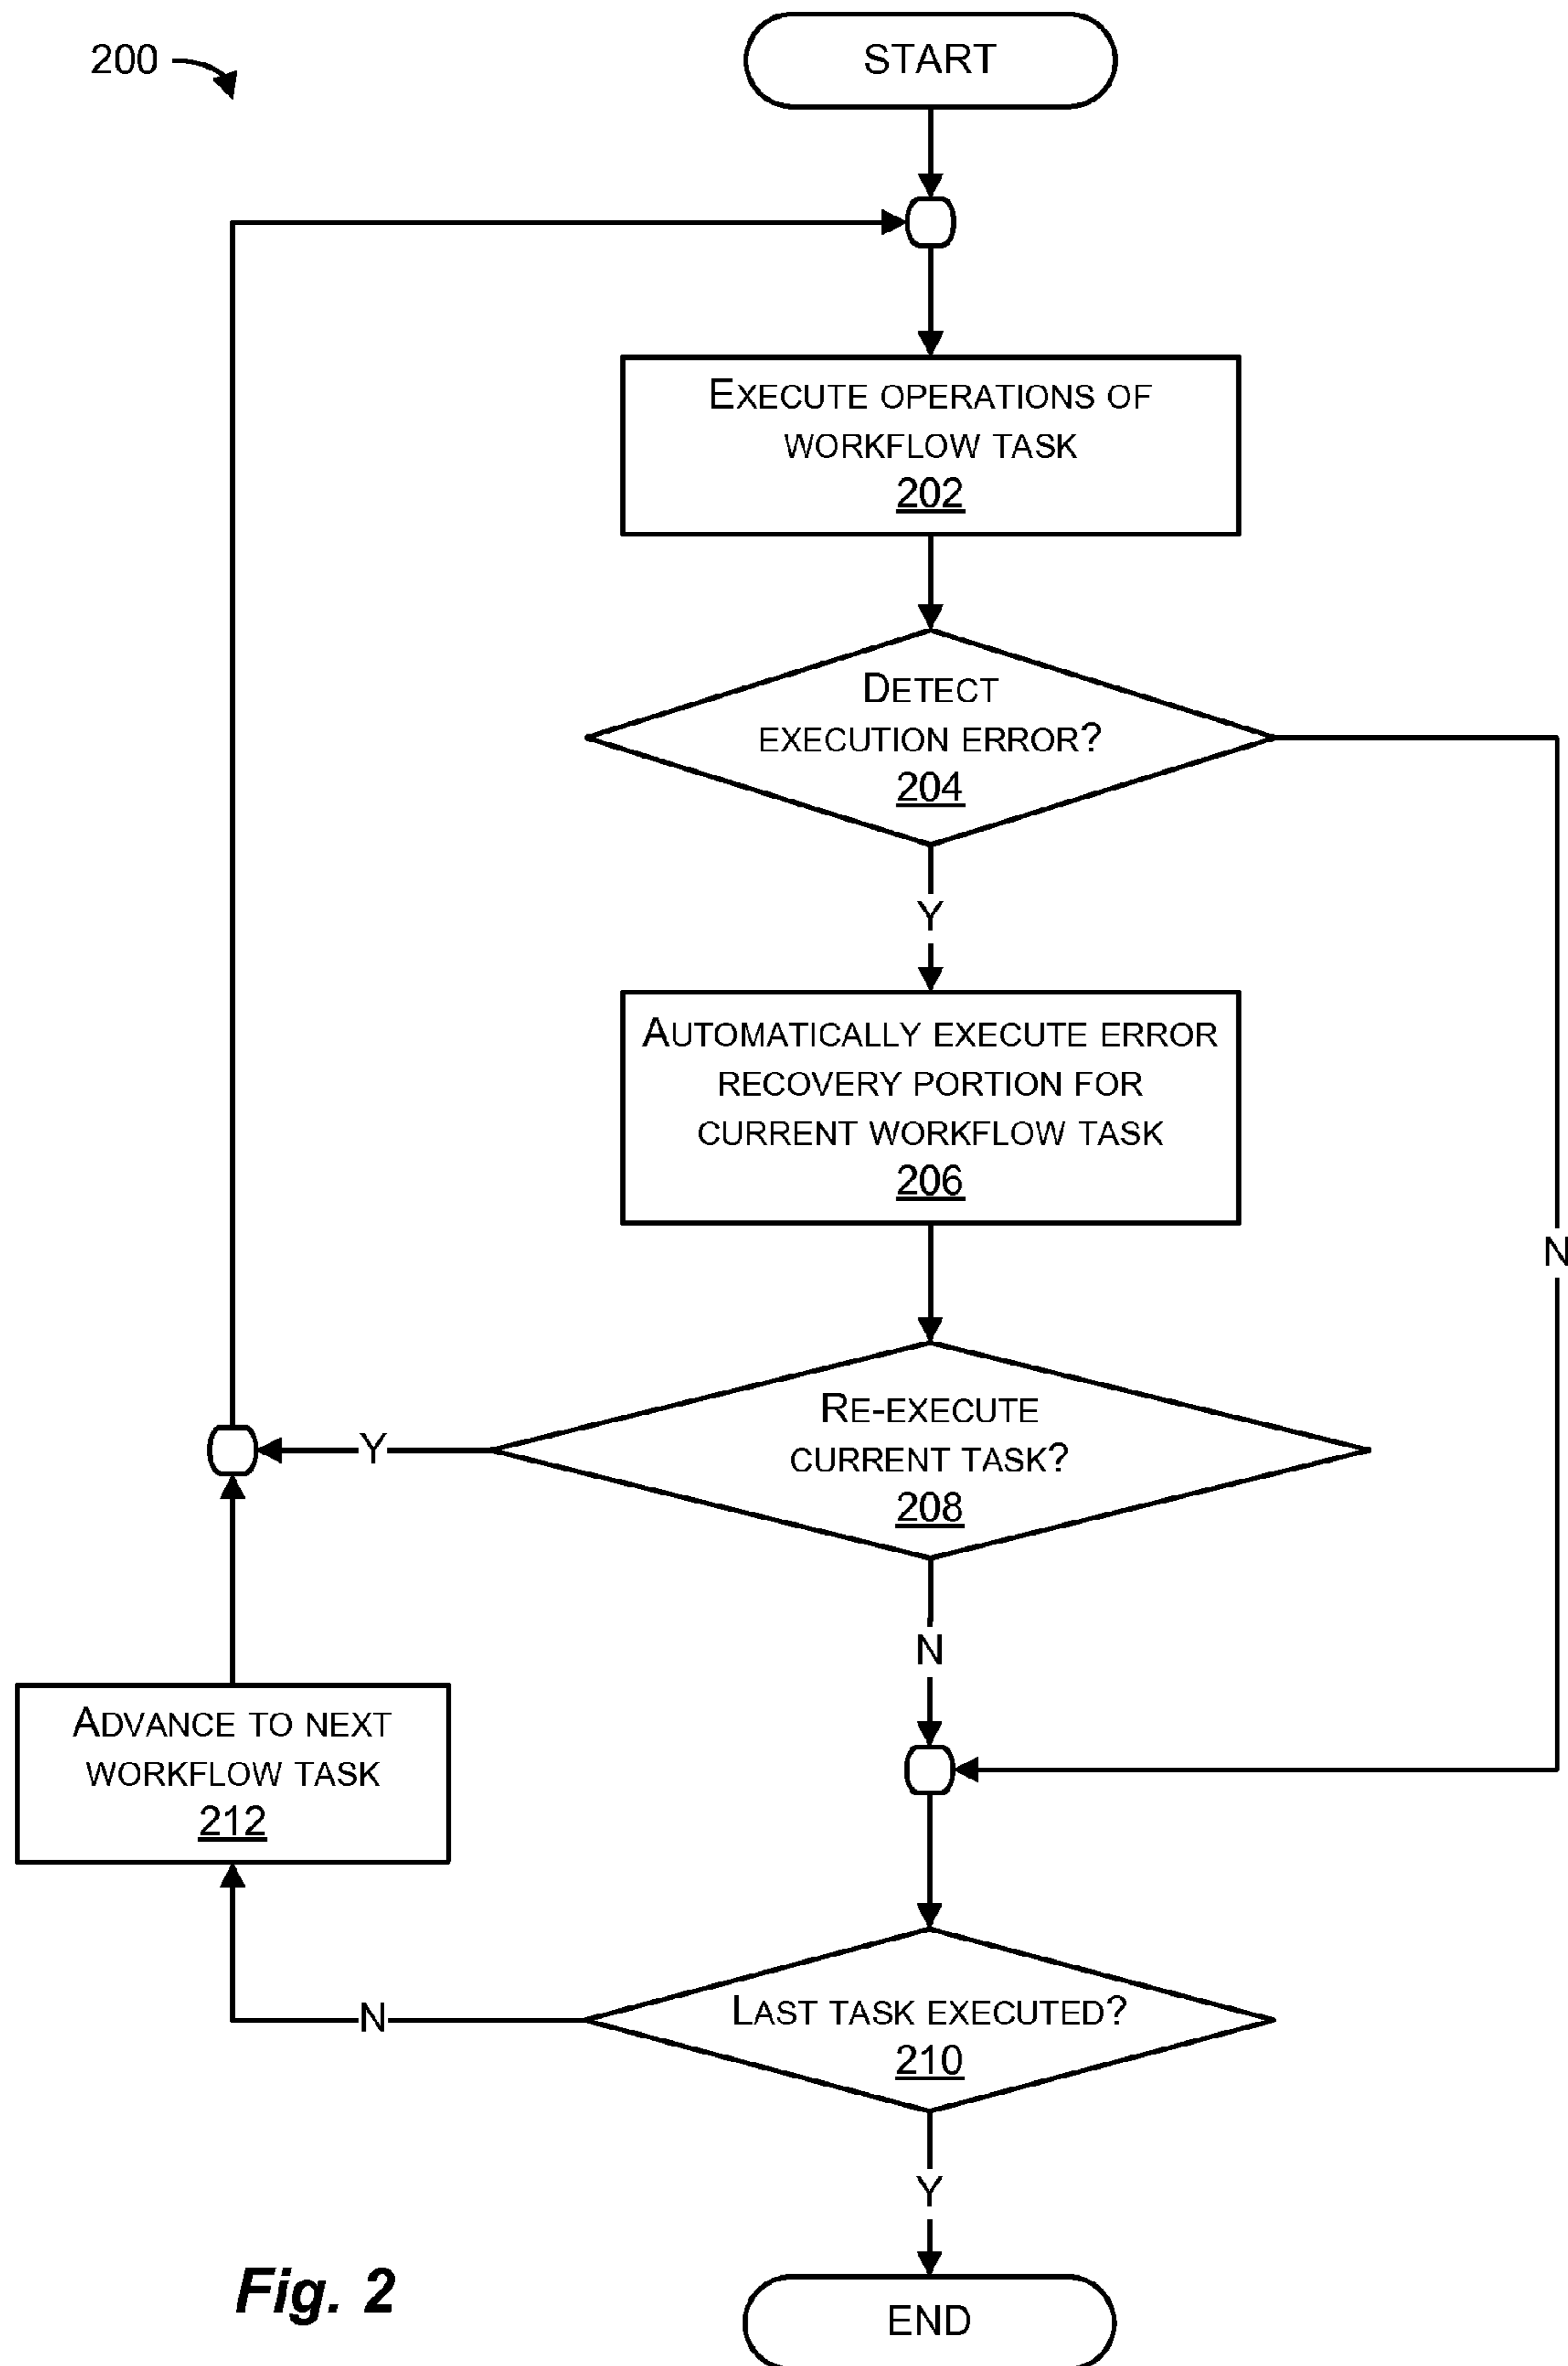 200
START
EXECUTE OPERATIONS OF
WORKFLOW TASK
202
DETECT
EXECUTION ERROR?
204
Y
AUTOMATICALLY EXECUTE ERROR
RECOVERY PORTION FOR
CURRENT WORKFLOW TASK
206
N
RE-EXECUTE
CURRENT TASK?
208
Y
N
ADVANCE TO NEXT
WORKFLOW TASK
212
LAST TASK EXECUTED?
210
N
Y
END
Fig. 2